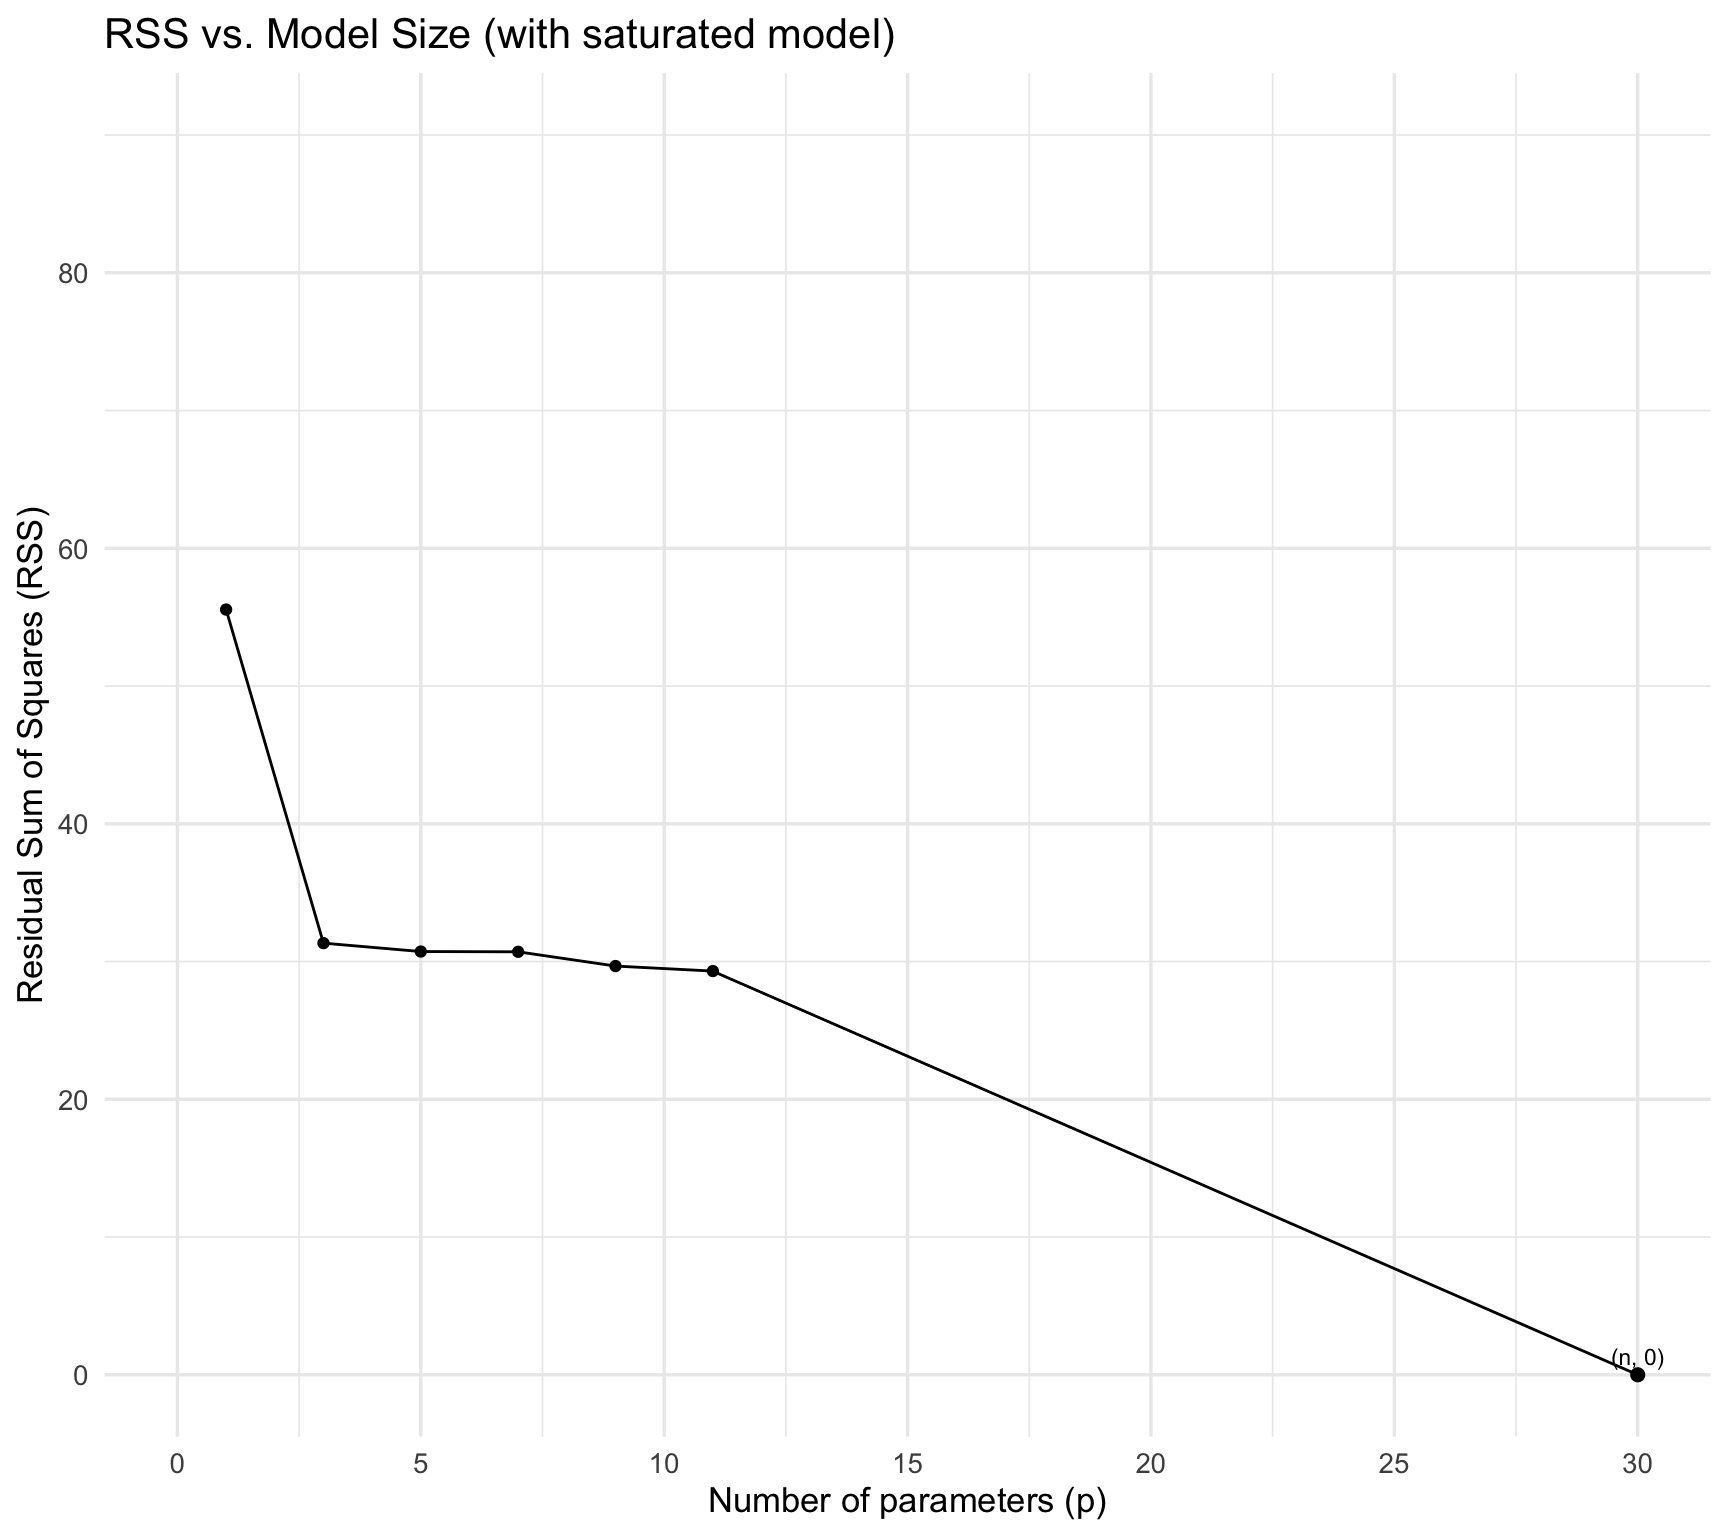 RSS vs. Model Size (with saturated model)
Residual Sum of Squares (RSS)
80
60
40
20
0
(n, 0)
0 5 10 15 20 25 30
Number of parameters (p)